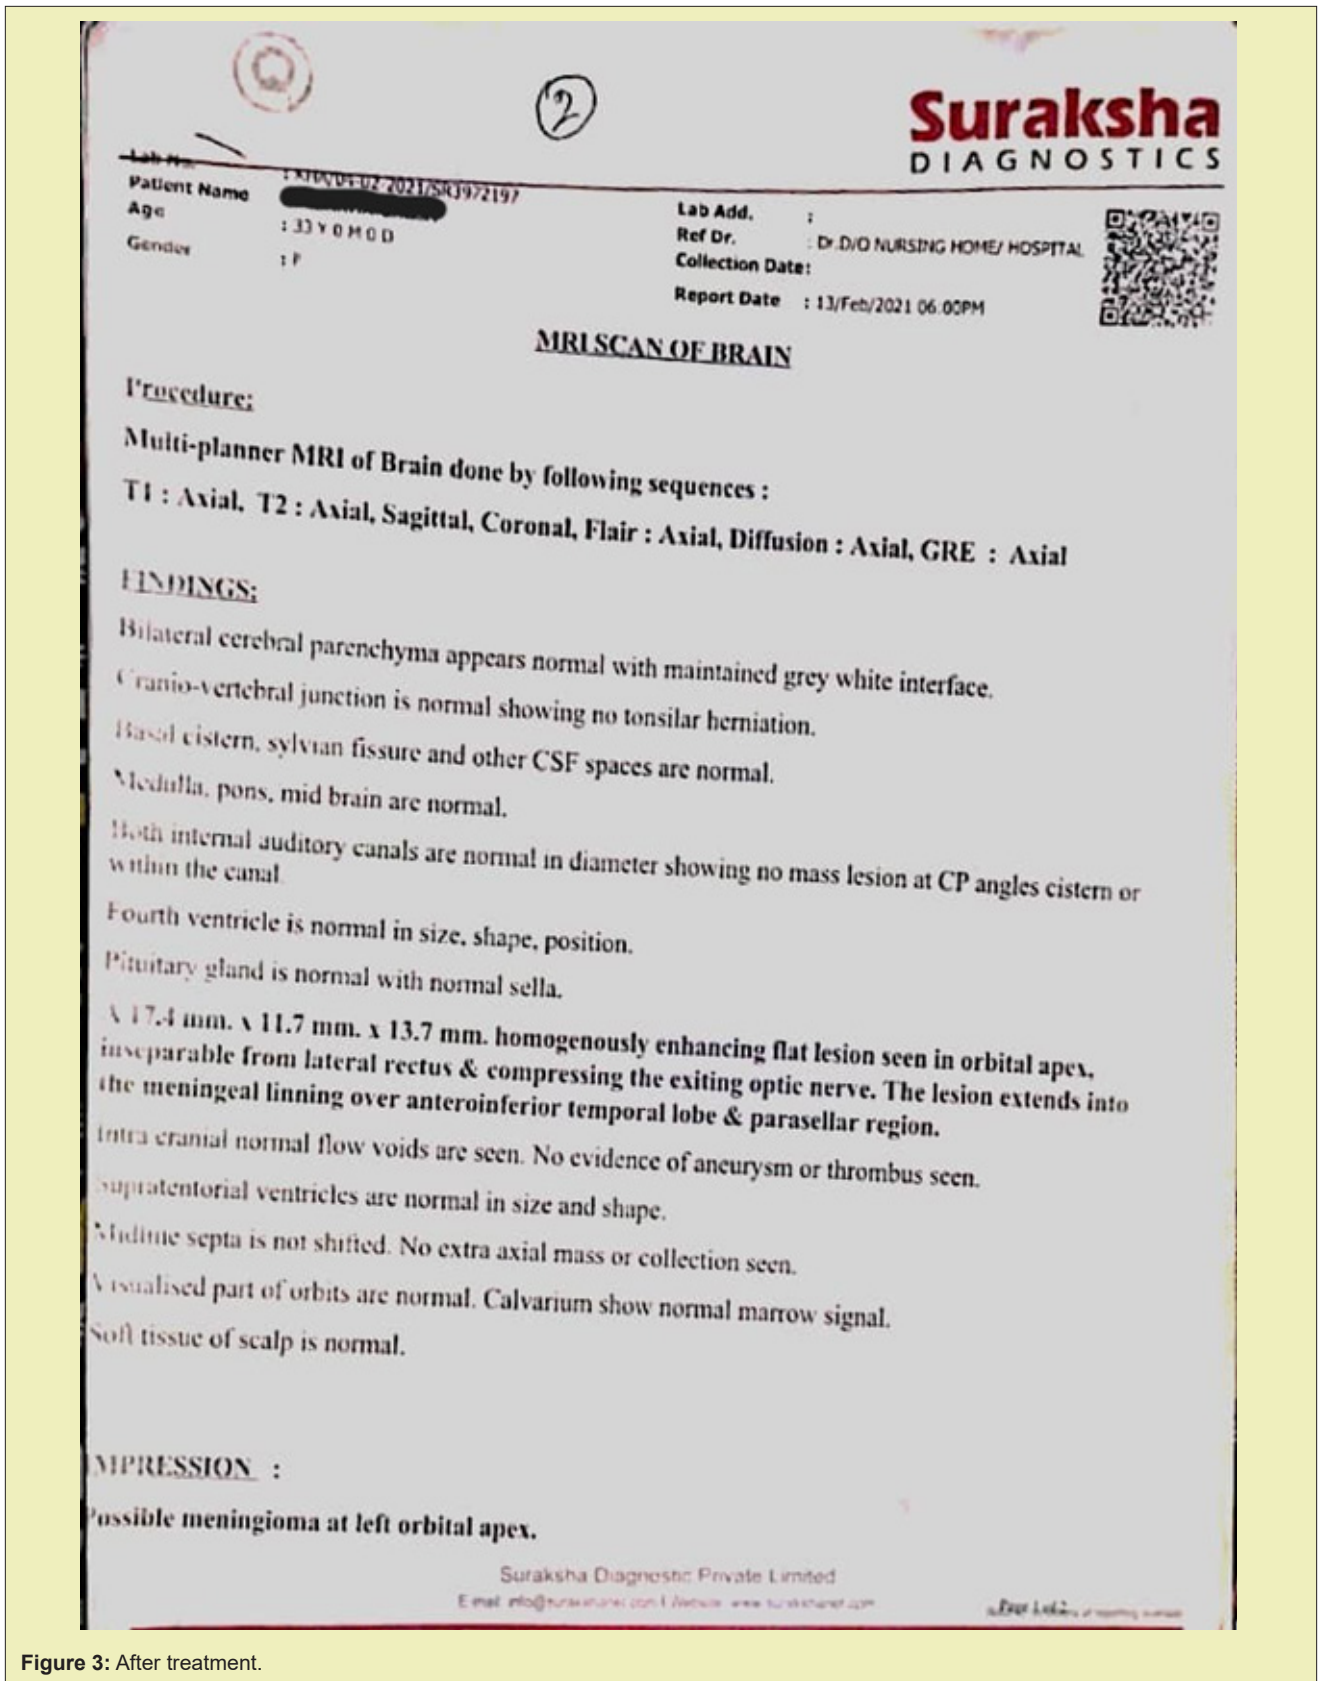 2
Suraksha
DIAGNOSTICS
Lab No.
Patient Name
Age : 33 Y 0 M 0 D
Gender : F
Lab Add. :
Ref Dr. : Dr.D/O NURSING HOME/ HOSPITAL
Collection Date:
Report Date : 13/Feb/2021 06:00PM
MRI SCAN OF BRAIN
Procedure:
Multi-planner MRI of Brain done by following sequences :
T1 : Axial, T2 : Axial, Sagittal, Coronal, Flair : Axial, Diffusion : Axial, GRE : Axial
FINDINGS:
Bilateral cerebral parenchyma appears normal with maintained grey white interface.
Cranio-vertebral junction is normal showing no tonsilar herniation.
Basal cistern, sylvian fissure and other CSF spaces are normal.
Medulla, pons, mid brain are normal.
Both internal auditory canals are normal in diameter showing no mass lesion at CP angles cistern or
within the canal.
Fourth ventricle is normal in size, shape, position.
Pituitary gland is normal with normal sella.
A 17.4 mm. x 11.7 mm. x 13.7 mm. homogenously enhancing flat lesion seen in orbital apex,
inseparable from lateral rectus & compressing the exiting optic nerve. The lesion extends into
the meningeal linning over anteroinferior temporal lobe & parasellar region.
Intra cranial normal flow voids are seen. No evidence of aneurysm or thrombus seen.
Supratentorial ventricles are normal in size and shape.
Midline septa is not shifted. No extra axial mass or collection seen.
Visualised part of orbits are normal. Calvarium show normal marrow signal.
Soft tissue of scalp is normal.
IMPRESSION :
Possible meningioma at left orbital apex.
Suraksha Diagnostic Private Limited
Figure 3: After treatment.